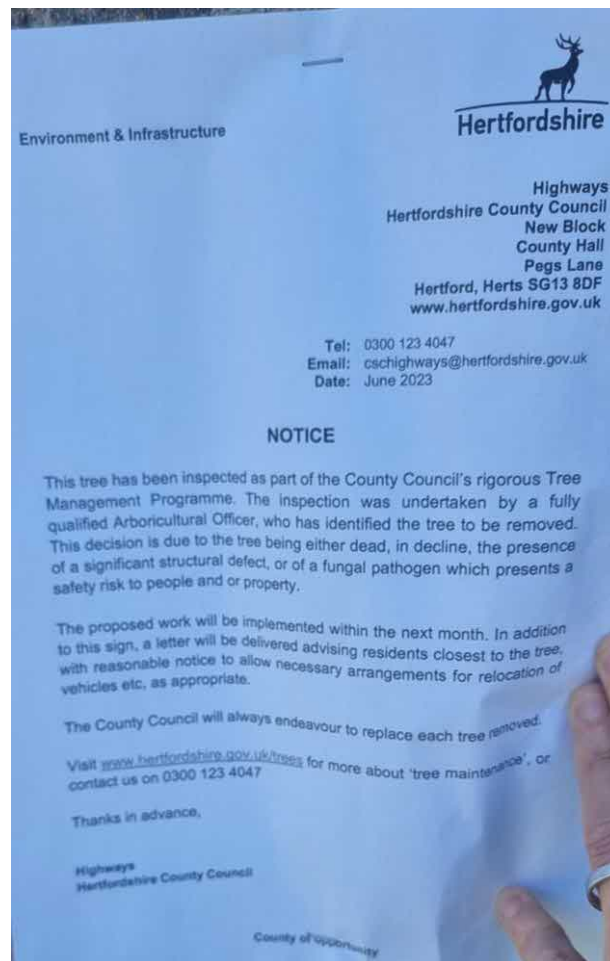 Hertfordshire
Environment & Infrastructure
Highways
Hertfordshire County Council
New Block
County Hall
Pegs Lane
Hertford, Herts SG13 8DF
www.hertfordshire.gov.uk
Tel: 0300 123 4047
Email: cschighways@hertfordshire.gov.uk
Date: June 2023
NOTICE
This tree has been inspected as part of the County Council's rigorous Tree
Management Programme. The inspection was undertaken by a fully
qualified Arboricultural Officer, who has identified the tree to be removed.
This decision is due to the tree being either dead, in decline, the presence
of a significant structural defect, or of a fungal pathogen which presents a
safety risk to people and or property.
The proposed work will be implemented within the next month. In addition
to this sign, a letter will be delivered advising residents closest to the tree,
with reasonable notice to allow necessary arrangements for relocation of
vehicles etc, as appropriate.
The County Council will always endeavour to replace each tree removed.
Visit www.hertfordshire.gov.uk/trees for more about 'tree maintenance', or
contact us on 0300 123 4047
Thanks in advance,
Highways
Hertfordshire County Council
County of opportunity